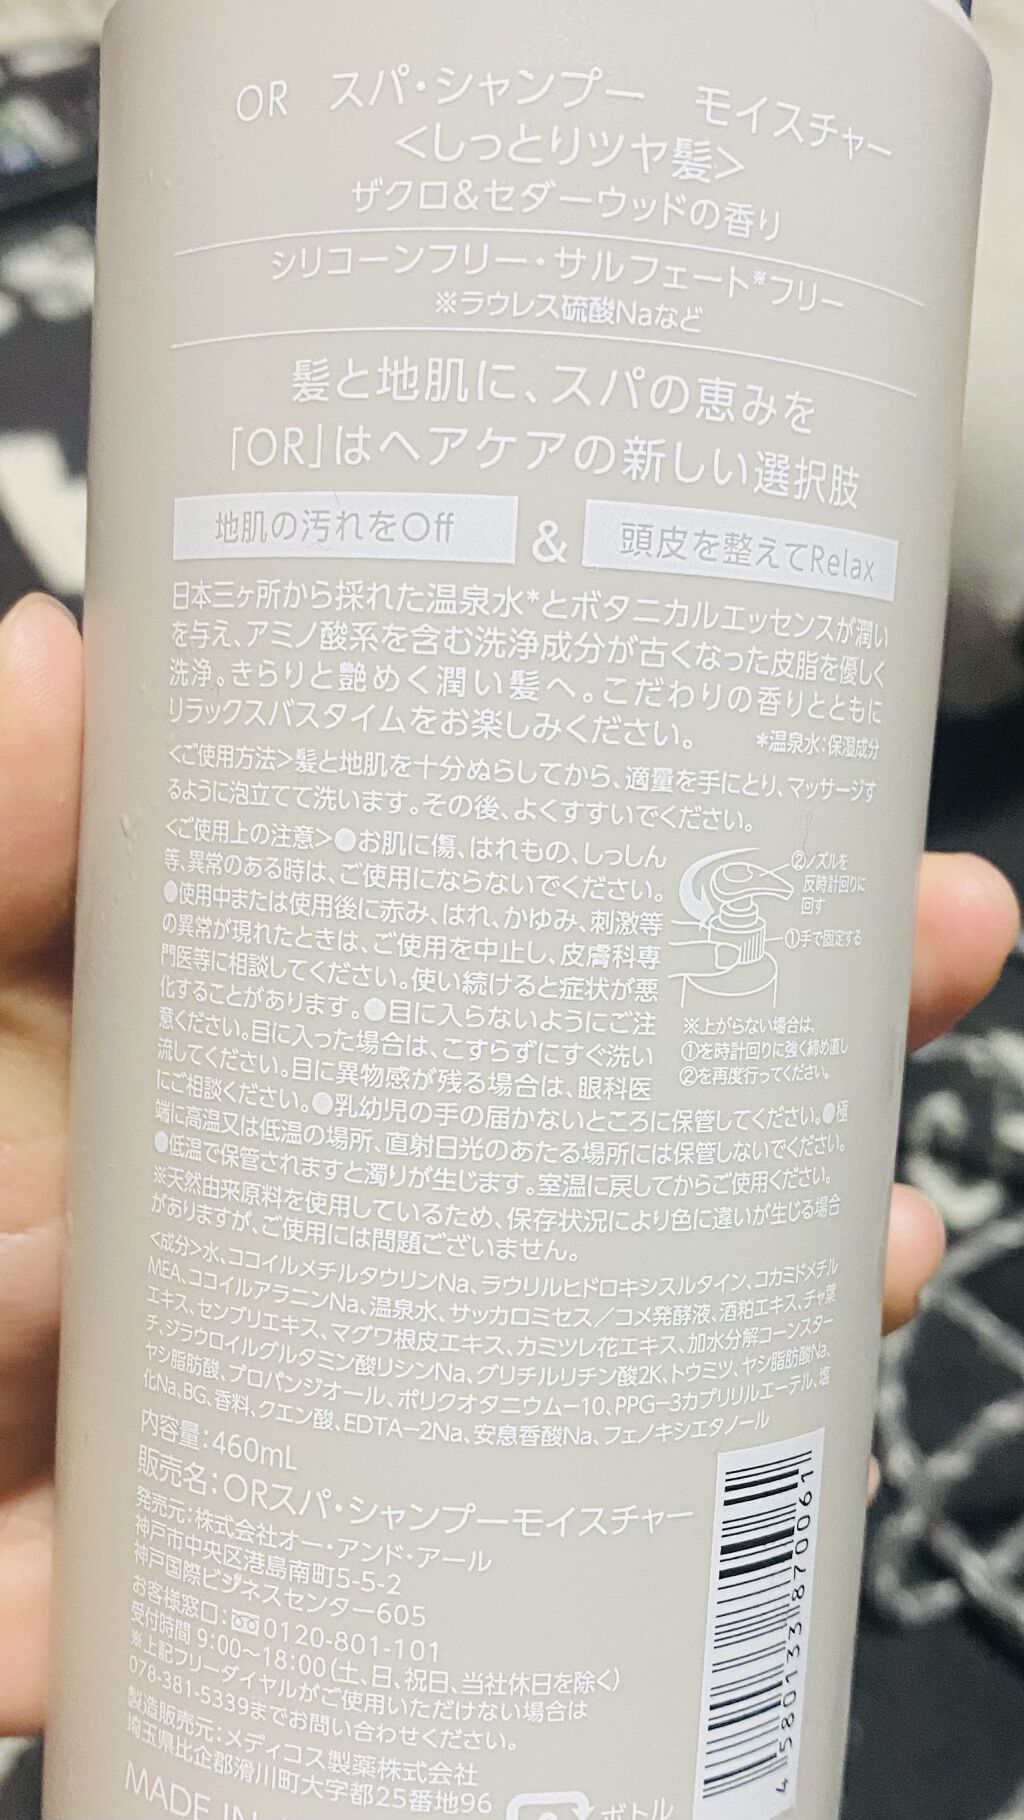 OR スパ・シャンプー モイスチャー
<しっとりツヤ髪>
ザクロ&セダーウッドの香り
シリコーンフリー・サルフェート※フリー
※ラウレス硫酸Naなど
髪と地肌に、スパの恵みを
「OR」はヘアケアの新しい選択肢
地肌の汚れをOff & 頭皮を整えてRelax
日本三ヶ所から採れた温泉水*とボタニカルエッセンスが潤い
を与え、アミノ酸系を含む洗浄成分が古くなった皮脂を優しく
洗浄。きらりと艶めく潤い髪へ。こだわりの香りとともに
リラックスバスタイムをお楽しみください。
*温泉水:保湿成分
<ご使用方法>髪と地肌を十分ぬらしてから、適量を手にとり、マッサージす
るように泡立てて洗います。その後、よくすすいでください。
<ご使用上の注意>●お肌に傷、はれもの、しっしん
等、異常のある時は、ご使用にならないでください。
●使用中または使用後に赤み、はれ、かゆみ、刺激等
の異常が現れたときは、ご使用を中止し、皮膚科専
門医等に相談してください。使い続けると症状が悪
化することがあります。●目に入らないようにご注
意ください。目に入った場合は、こすらずにすぐ洗い
流してください。目に異物感が残る場合は、眼科医
にご相談ください。●乳幼児の手の届かないところに保管してください。●極
端に高温又は低温の場所、直射日光のあたる場所には保管しないでください。
●低温で保管されますと濁りが生じます。室温に戻してからご使用ください。
※天然由来原料を使用しているため、保存状況により色に違いが生じる場合
がありますが、ご使用には問題ございません。
②ノズルを
反時計回りに
回す
①手で固定する
※上がらない場合は、
①を時計回りに強く締め直し
②を再度行ってください。
<成分>水、ココイルメチルタウリンNa、ラウリルヒドロキシスルタイン、コカミドメチル
MEA、ココイルアラニンNa、温泉水、サッカロミセス/コメ発酵液、酒粕エキス、チャ葉
エキス、センブリエキス、マグワ根皮エキス、カミツレ花エキス、加水分解コーンスター
チ、ジラウロイルグルタミン酸リシンNa、グリチルリチン酸2K、トウミツ、ヤシ脂肪酸Na、
ヤシ脂肪酸、プロパンジオール、ポリクオタニウム-10、PPG-3カプリリルエーテル、塩
化Na、BG、香料、クエン酸、EDTA-2Na、安息香酸Na、フェノキシエタノール
内容量:460mL
販売名:ORスパ・シャンプーモイスチャー
発売元:株式会社オー・アンド・アール
神戸市中央区港島南町5-5-2
神戸国際ビジネスセンター605
お客様窓口:0120-801-101
受付時間 9:00~18:00(土、日、祝日、当社休日を除く)
※上記フリーダイヤルがご使用いただけない場合は
078-381-5339までお問い合わせください。
製造販売元:メディコス製薬株式会社
埼玉県比企郡滑川町大字都25番地96
MADE IN
ボトル
4580133870061